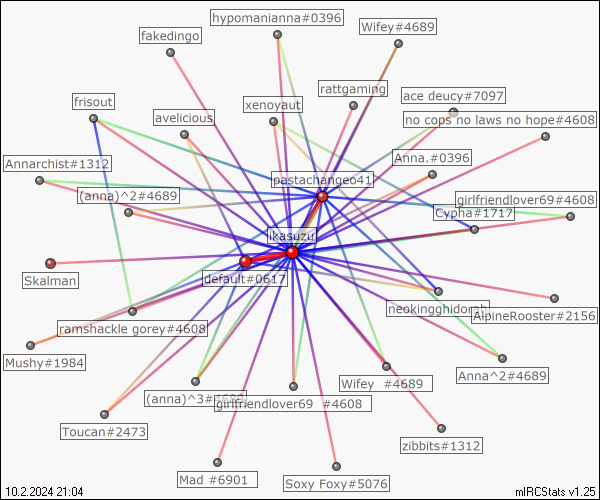 hypomanianna#0396
Wifey#4689
fakedingo
rattgaming
ace deucy#7097
frisout
xenoyaut
avelicious
no cops no laws no hope#4608
Annarchist#1312
Anna.#0396
pastachange041
(anna)^2#4689
girlfriendlover69#4608
Cypha#1717
ikasuzu
Skalman
default#0617
neokingghidorah
AlpineRooster#2156
ramshackle gorey#4608
Mushy#1984
Anna^2#4689
Wifey #4689
(anna)^3#4689
girlfriendlover69 #4608
Toucan#2473
zibbits#1312
Mad #6901
Soxy Foxy#5076
10.2.2024 21:04
mIRCStats v1.25